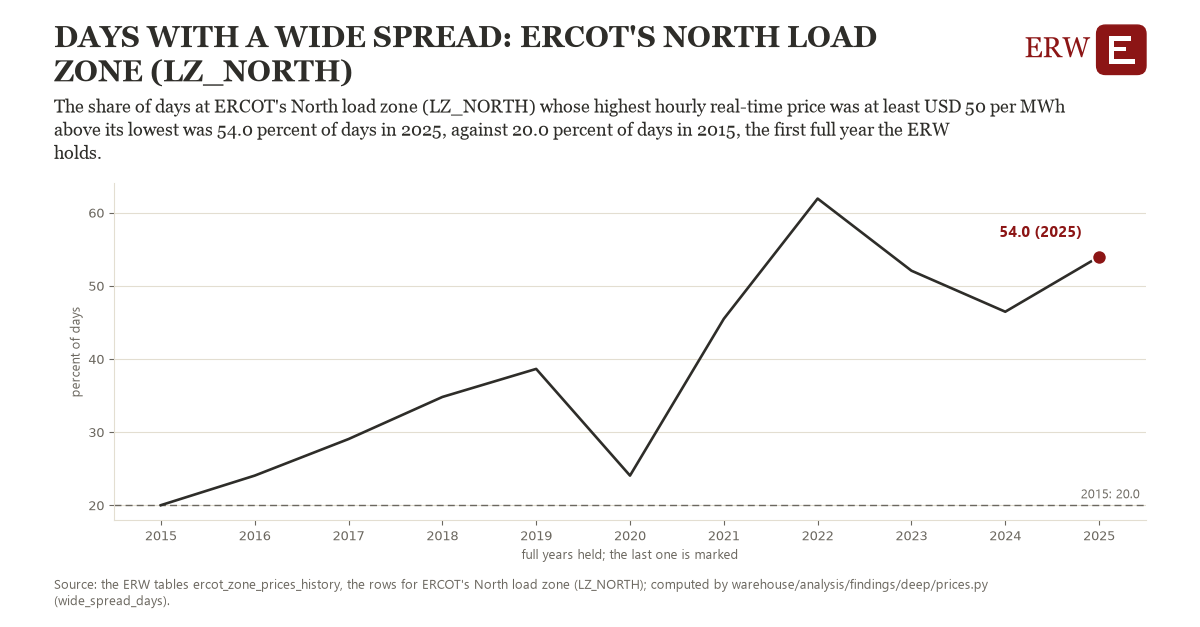 DAYS WITH A WIDE SPREAD: ERCOT'S NORTH LOAD
ZONE (LZ_NORTH)
ERW E
The share of days at ERCOT's North load zone (LZ_NORTH) whose highest hourly real-time price was at least USD 50 per MWh
above its lowest was 54.0 percent of days in 2025, against 20.0 percent of days in 2015, the first full year the ERW
holds.
percent of days
60
50
40
30
20
54.0 (2025)
2015: 20.0
2015 2016 2017 2018 2019 2020 2021 2022 2023 2024 2025
full years held; the last one is marked
Source: the ERW tables ercot_zone_prices_history, the rows for ERCOT's North load zone (LZ_NORTH); computed by warehouse/analysis/findings/deep/prices.py
(wide_spread_days).